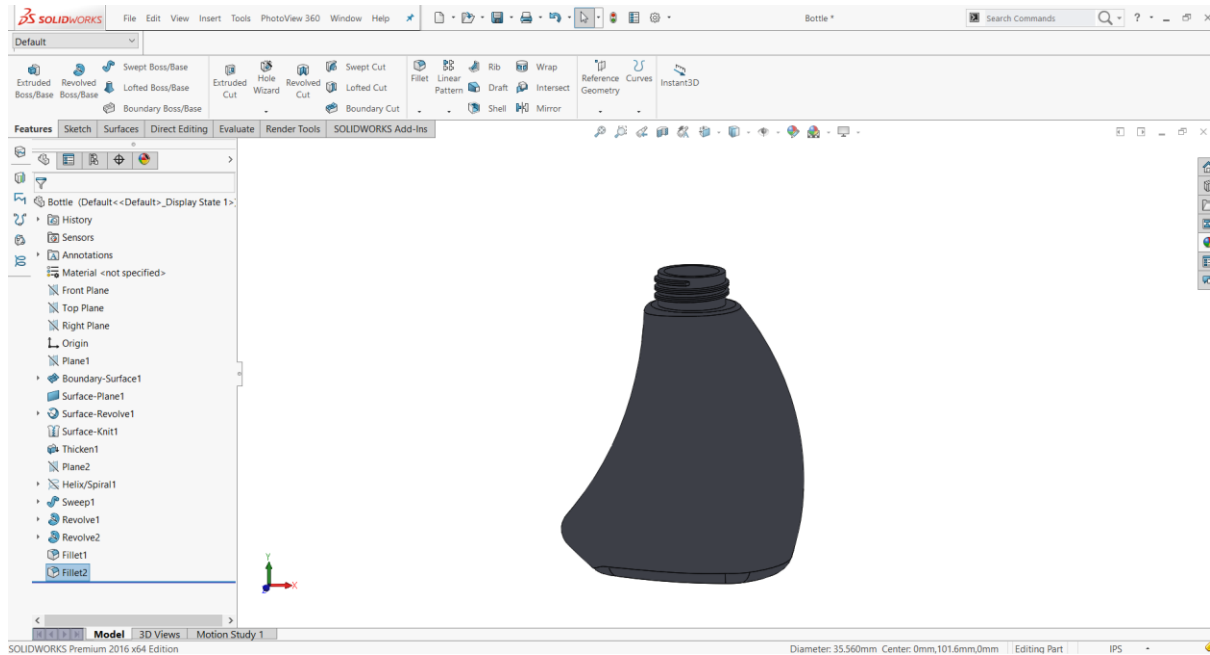 SOLIDWORKS File Edit View Insert Tools PhotoView 360 Window Help Bottle * Search Commands ?
Default
Extruded Boss/Base
Revolved Boss/Base
Swept Boss/Base
Lofted Boss/Base
Boundary Boss/Base
Extruded Cut
Hole Wizard
Revolved Cut
Swept Cut
Lofted Cut
Boundary Cut
Fillet
Linear Pattern
Rib
Draft
Shell
Wrap
Intersect
Mirror
Reference Geometry
Curves
Instant3D
Features Sketch Surfaces Direct Editing Evaluate Render Tools SOLIDWORKS Add-Ins
Bottle (Default<<Default>_Display State 1>
History
Sensors
Annotations
Material <not specified>
Front Plane
Top Plane
Right Plane
Origin
Plane1
Boundary-Surface1
Surface-Plane1
Surface-Revolve1
Surface-Knit1
Thicken1
Plane2
Helix/Spiral1
Sweep1
Revolve1
Revolve2
Fillet1
Fillet2
Y
X
Model 3D Views Motion Study 1
SOLIDWORKS Premium 2016 x64 Edition Diameter: 35.560mm Center: 0mm,101.6mm,0mm Editing Part IPS -